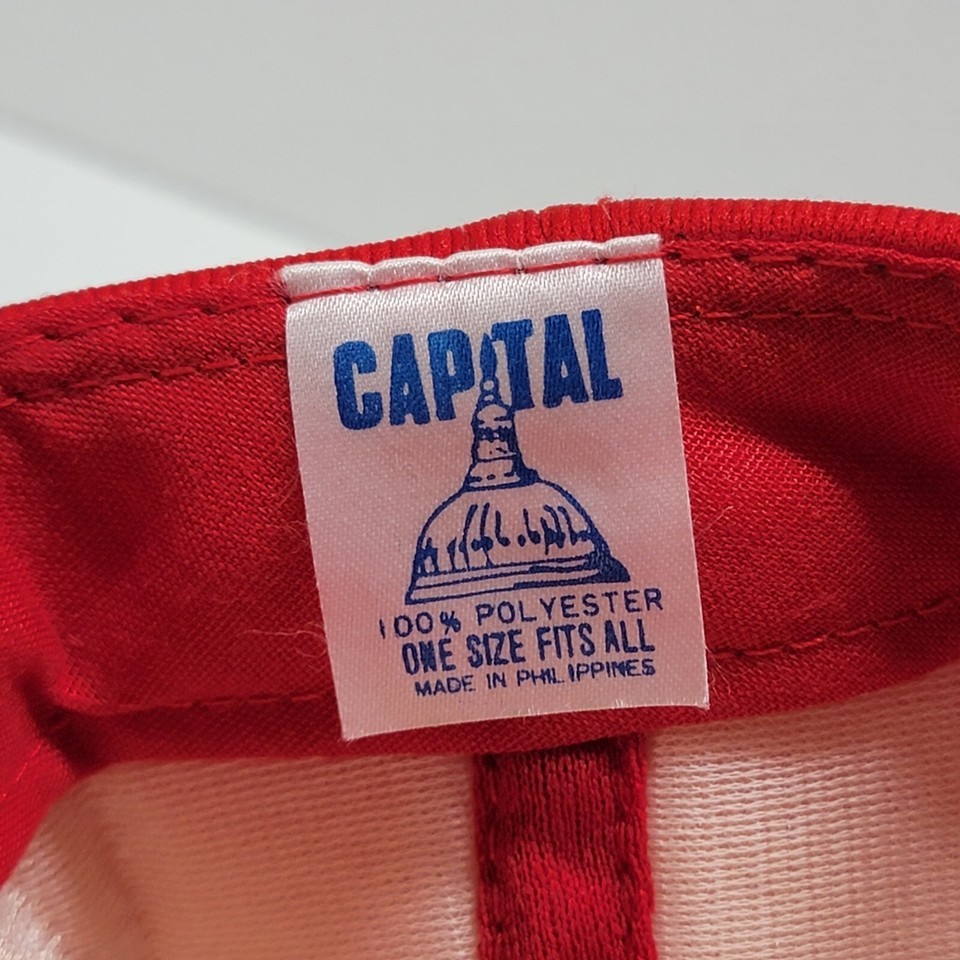 CAPITAL
100% POLYESTER
ONE SIZE FITS ALL
MADE IN PHILIPPINES